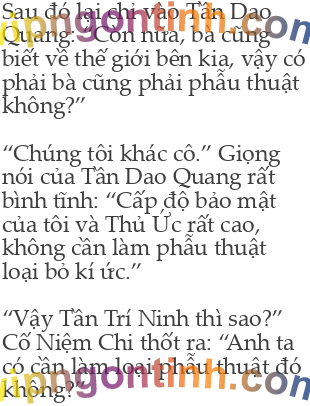 Sau đó lại chỉ vào Tần Dao
Quang: “Còn nữa, bà cũng
biết về thế giới bên kia, vậy có
phải bà cũng phải phẫu thuật
không?”
“Chúng tôi khác cô.” Giọng
nói của Tần Dao Quang rất
bình tĩnh: “Cấp độ bảo mật
của tôi và Thủ Ức rất cao,
không cần làm phẫu thuật
loại bỏ kí ức.”
“Vậy Tần Trí Ninh thì sao?”
Cố Niệm Chi thốt ra: “Anh ta
có cần làm loại phẫu thuật đó
không?”
vipngontinh.com
vipngontinh.com